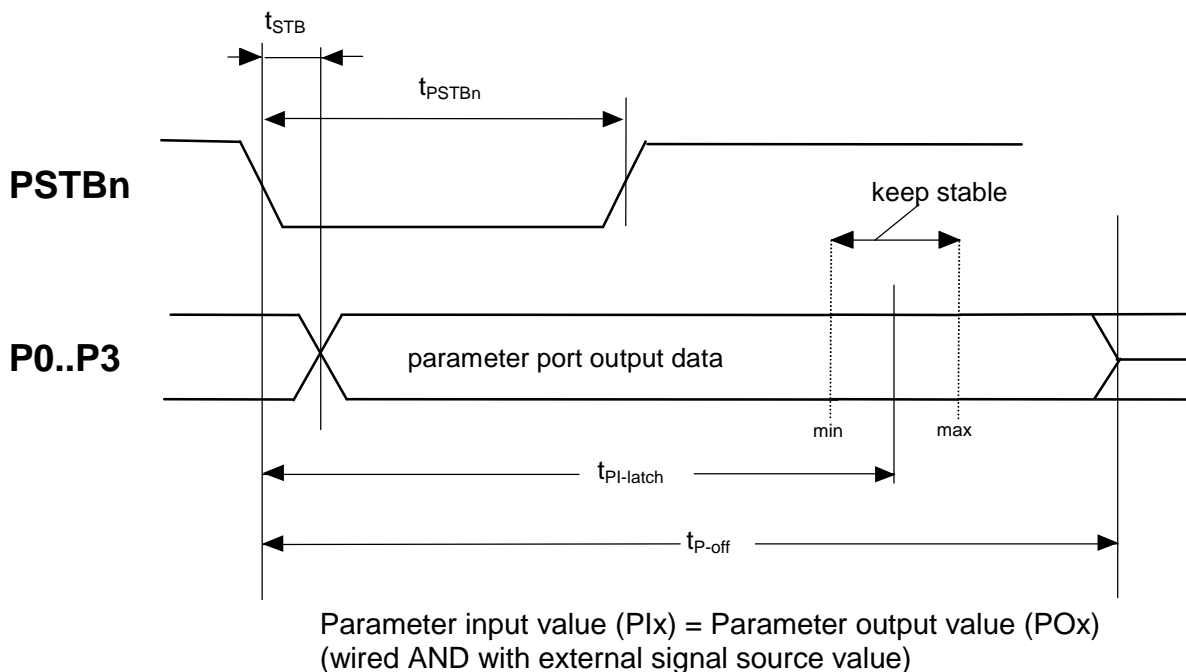 tSTB
tPSTBn
PSTBn
keep stable
P0..P3
parameter port output data
min
max
tPI-latch
tP-off
Parameter input value (PIx) = Parameter output value (POx)
(wired AND with external signal source value)